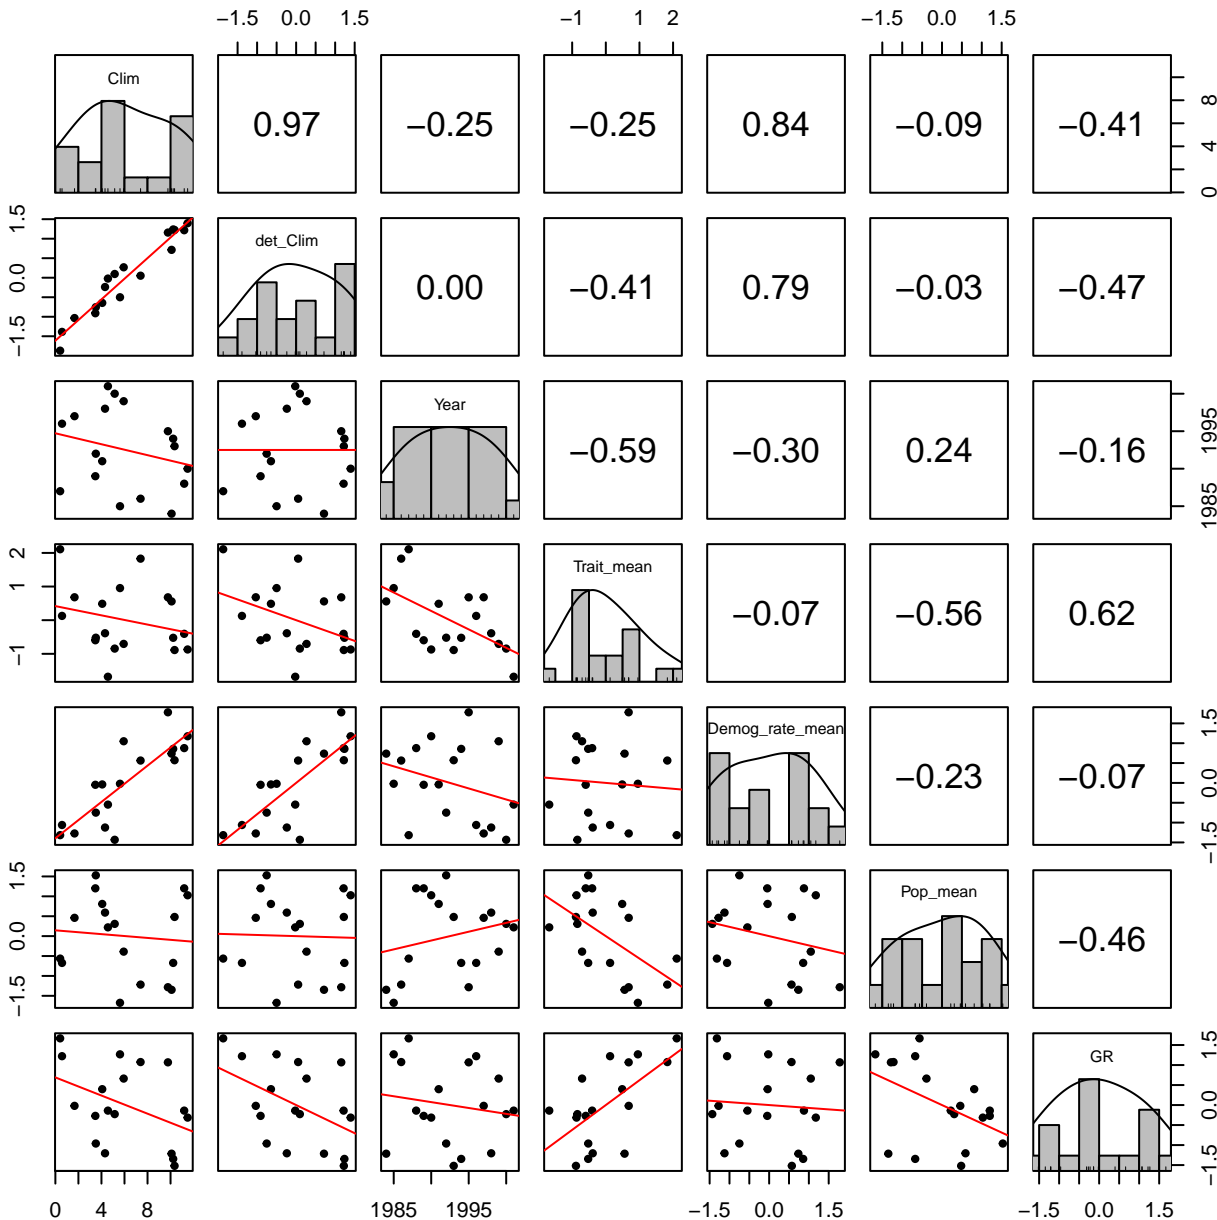 −1.5 0.0 1.5 −1 1 2 −1.5 0.0 1.5
Clim
0.97 −0.25 −0.25 0.84 −0.09 −0.41
0 4 8
−1.5 0.0 1.5
det_Clim
0.00 −0.41 0.79 −0.03 −0.47
Year
−0.59 −0.30 0.24 −0.16
1985 1995
−1 1 2
Trait_mean
−0.07 −0.56 0.62
Demog_rate_mean
−0.23 −0.07
−1.5 0.0 1.5
−1.5 0.0 1.5
Pop_mean
−0.46
GR
−1.5 0.0 1.5
0 4 8 1985 1995 −1.5 0.0 1.5 −1.5 0.0 1.5